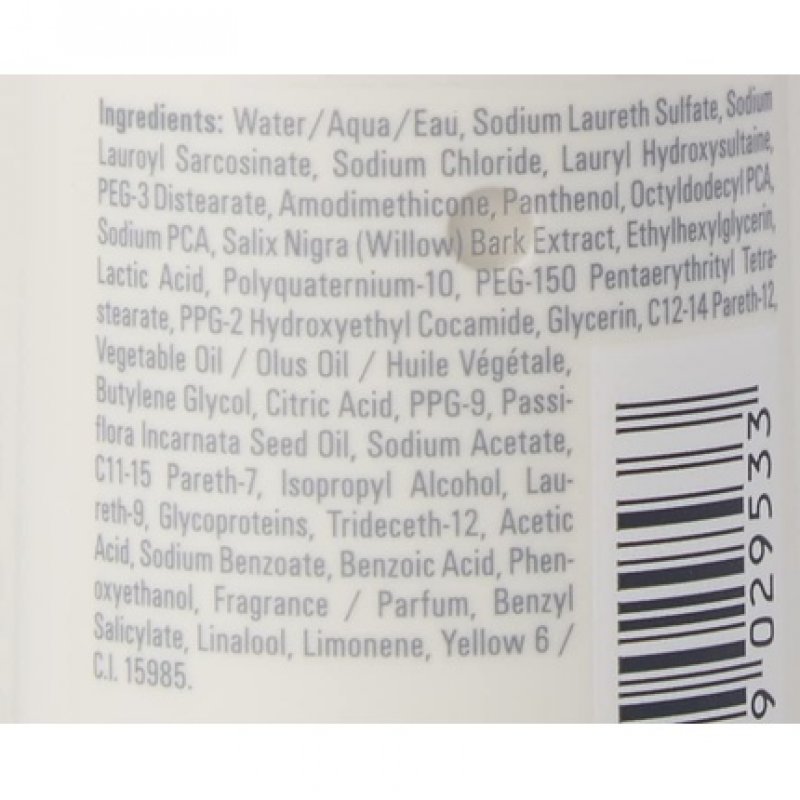 Ingredients: Water/Aqua/Eau, Sodium Laureth Sulfate, Sodium
Lauroyl Sarcosinate, Sodium Chloride, Lauryl Hydroxysultaine,
PEG-3 Distearate, Amodimethicone, Panthenol, Octyldodecyl PCA,
Sodium PCA, Salix Nigra (Willow) Bark Extract, Ethylhexylglycerin,
Lactic Acid, Polyquaternium-10, PEG-150 Pentaerythrityl Tetra-
stearate, PPG-2 Hydroxyethyl Cocamide, Glycerin, C12-14 Pareth-12,
Vegetable Oil / Olus Oil / Huile Végétale,
Butylene Glycol, Citric Acid, PPG-9, Passi-
flora Incarnata Seed Oil, Sodium Acetate,
C11-15 Pareth-7, Isopropyl Alcohol, Lau-
reth-9, Glycoproteins, Trideceth-12, Acetic
Acid, Sodium Benzoate, Benzoic Acid, Phen-
oxyethanol, Fragrance / Parfum, Benzyl
Salicylate, Linalool, Limonene, Yellow 6 /
C.I. 15985.
9 029533